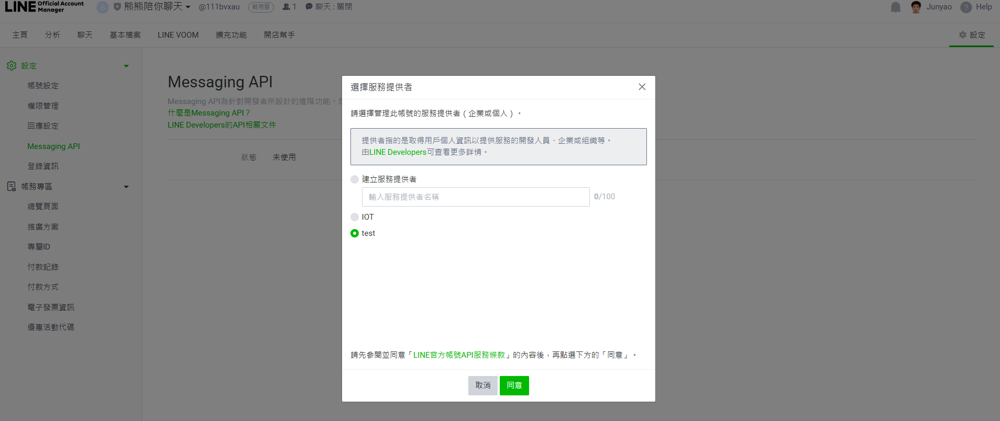 LINE Official Account Manager
熊熊陪你聊天
@111bvxau
輕用量
1
聊天 : 關閉
Junyao
? Help
主頁
分析
聊天
基本檔案
LINE VOOM
擴充功能
開店幫手
設定
設定
帳號設定
權限管理
回應設定
Messaging API
登錄資訊
帳務專區
總覽頁面
推廣方案
專屬ID
付款記錄
付款方式
電子發票資訊
優惠活動代碼
Messaging API
Messaging API為針對開發者所設計的進階功能。
什麼是Messaging API？
LINE Developers的API相關文件
狀態 未使用
選擇服務提供者
請選擇管理此帳號的服務提供者（企業或個人）。
提供者指的是取得用戶個人資訊以提供服務的開發人員、企業或組織等。
由LINE Developers可查看更多詳情。
建立服務提供者
輸入服務提供者名稱
0/100
IOT
test
請先參閱並同意「LINE官方帳號API服務條款」的內容後，再點選下方的「同意」。
取消
同意